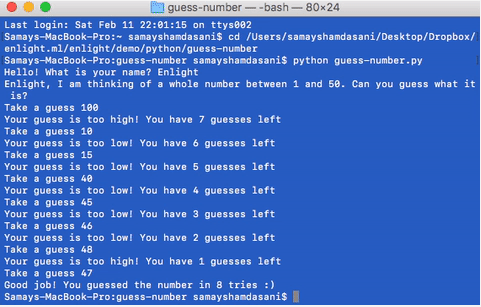 guess-number — -bash — 80×24
Last login: Sat Feb 11 22:01:15 on ttys002
Samays-MacBook-Pro:~ samayshamdasani$ cd /Users/samayshamdasani/Desktop/Dropbox/
enlight.ml/enlight/demo/python/guess-number
Samays-MacBook-Pro:guess-number samayshamdasani$ python guess-number.py
Hello! What is your name? Enlight
Enlight, I am thinking of a whole number between 1 and 50. Can you guess what it
is?
Take a guess 100
Your guess is too high! You have 7 guesses left
Take a guess 10
Your guess is too low! You have 6 guesses left
Take a guess 15
Your guess is too low! You have 5 guesses left
Take a guess 40
Your guess is too low! You have 4 guesses left
Take a guess 45
Your guess is too low! You have 3 guesses left
Take a guess 46
Your guess is too low! You have 2 guesses left
Take a guess 48
Your guess is too high! You have 1 guesses left
Take a guess 47
Good job! You guessed the number in 8 tries :)
Samays-MacBook-Pro:guess-number samayshamdasani$